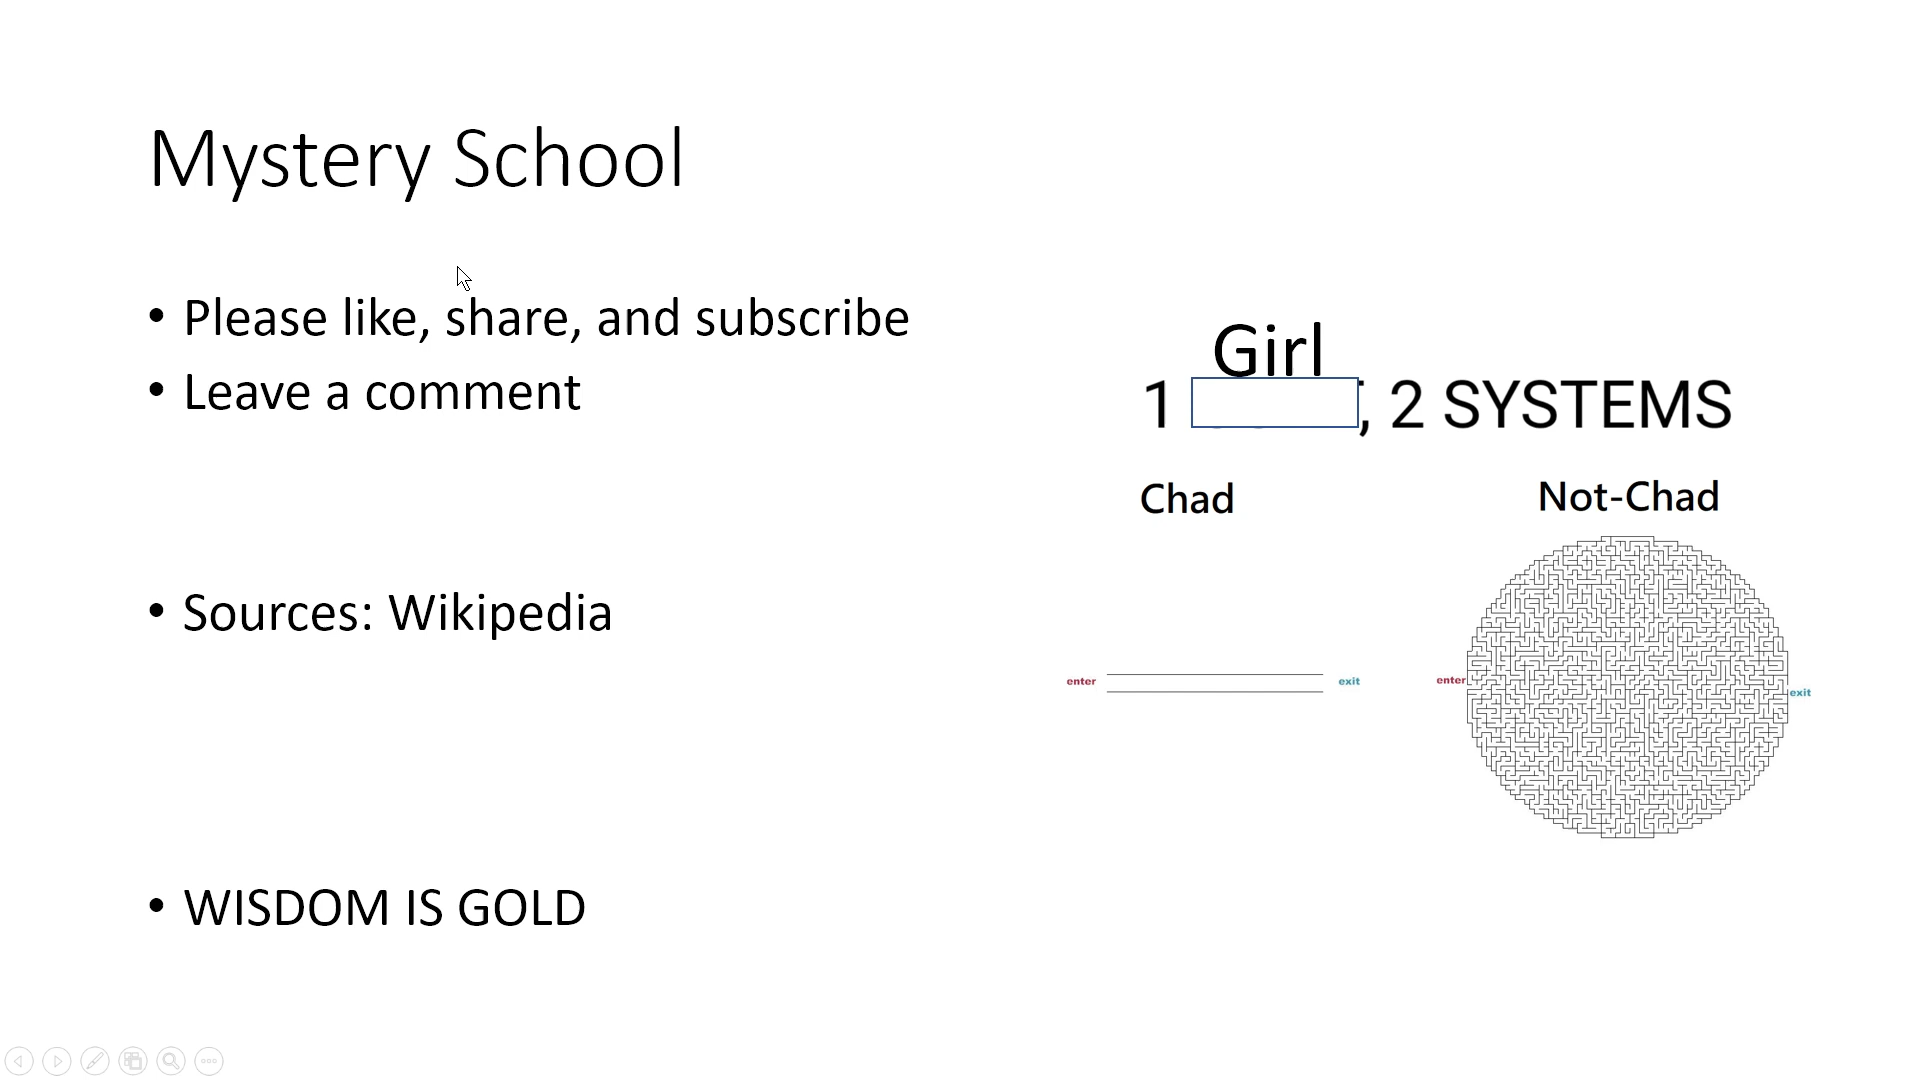 Mystery School
• Please like, share, and subscribe
• Leave a comment
• Sources: Wikipedia
• WISDOM IS GOLD
Girl
1 , 2 SYSTEMS
Chad
Not-Chad
enter
exit
enter
exit